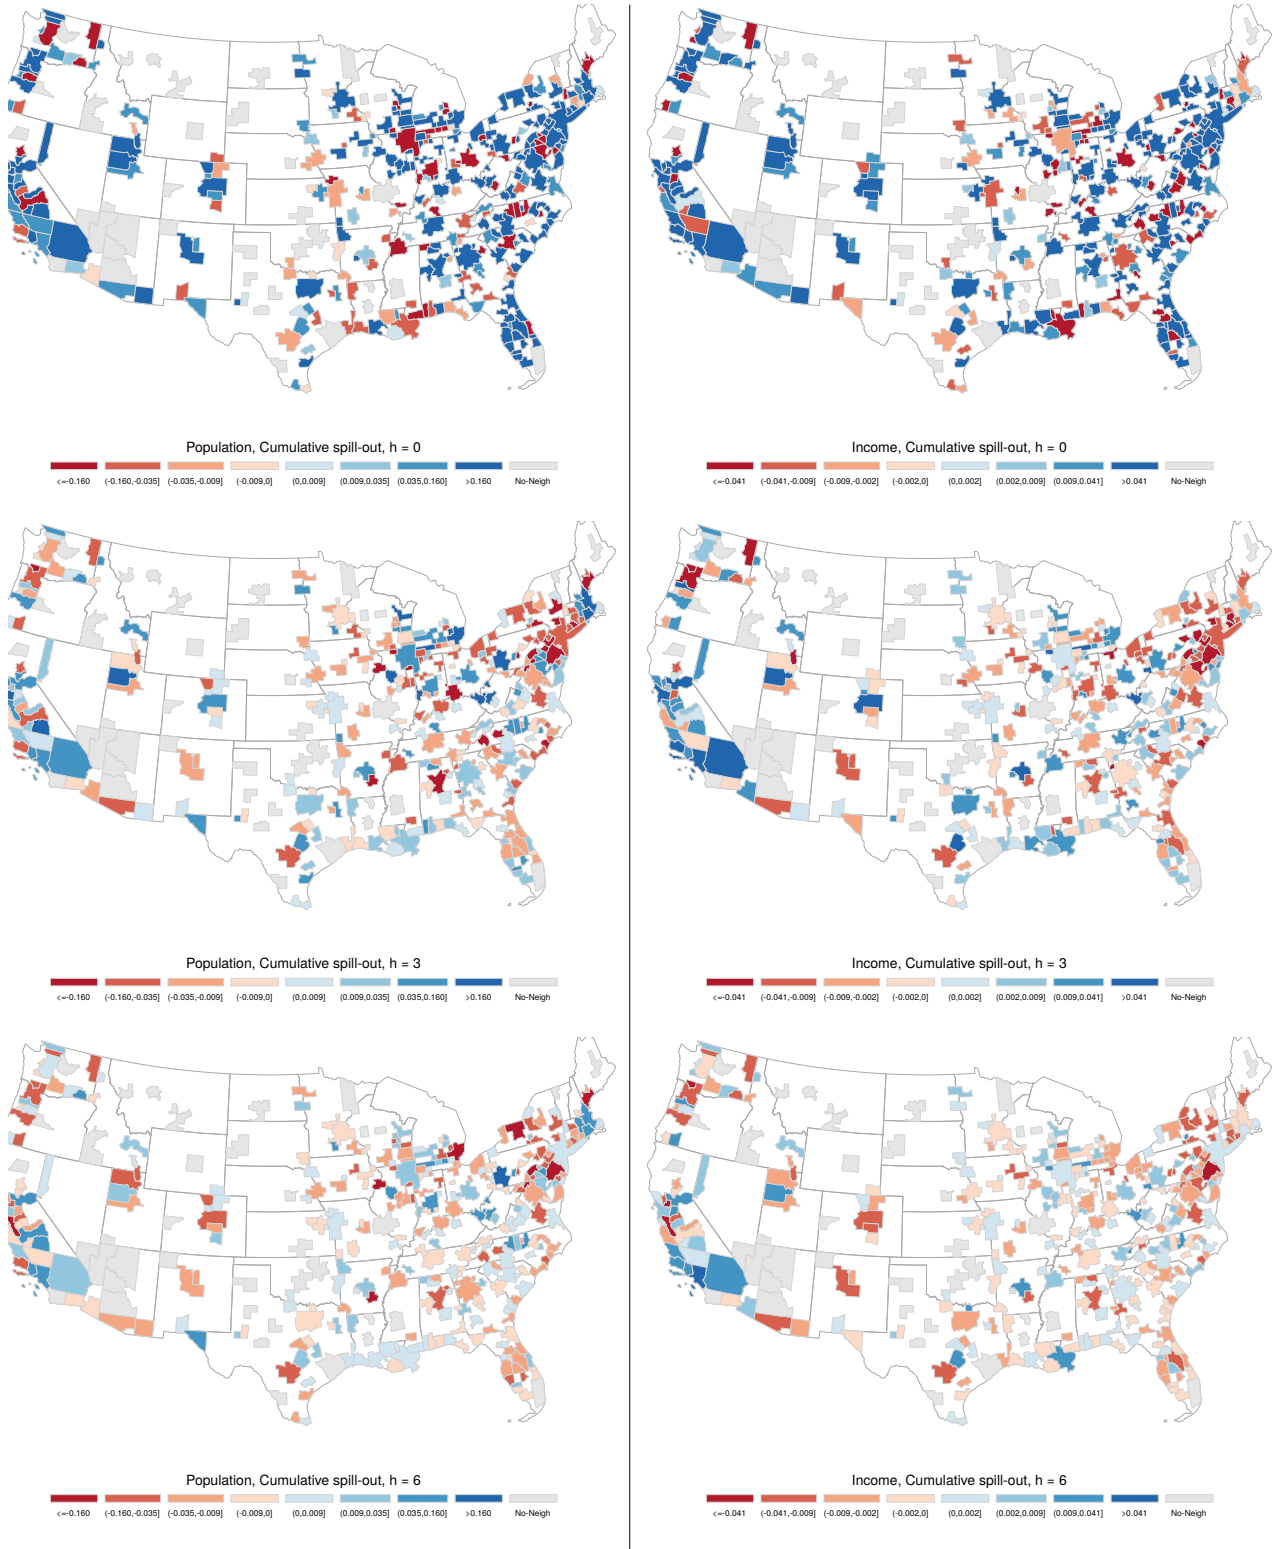 Population, Cumulative spill-out, h = 0
<=-0.160 (-0.160,-0.035] (-0.035,-0.009] (-0.009,0] (0,0.009] (0.009,0.035] (0.035,0.160] >0.160 No-Neigh
Income, Cumulative spill-out, h = 0
<=-0.041 (-0.041,-0.009] (-0.009,-0.002] (-0.002,0] (0,0.002] (0.002,0.009] (0.009,0.041] >0.041 No-Neigh
Population, Cumulative spill-out, h = 3
<=-0.160 (-0.160,-0.035] (-0.035,-0.009] (-0.009,0] (0,0.009] (0.009,0.035] (0.035,0.160] >0.160 No-Neigh
Income, Cumulative spill-out, h = 3
<=-0.041 (-0.041,-0.009] (-0.009,-0.002] (-0.002,0] (0,0.002] (0.002,0.009] (0.009,0.041] >0.041 No-Neigh
Population, Cumulative spill-out, h = 6
<=-0.160 (-0.160,-0.035] (-0.035,-0.009] (-0.009,0] (0,0.009] (0.009,0.035] (0.035,0.160] >0.160 No-Neigh
Income, Cumulative spill-out, h = 6
<=-0.041 (-0.041,-0.009] (-0.009,-0.002] (-0.002,0] (0,0.002] (0.002,0.009] (0.009,0.041] >0.041 No-Neigh